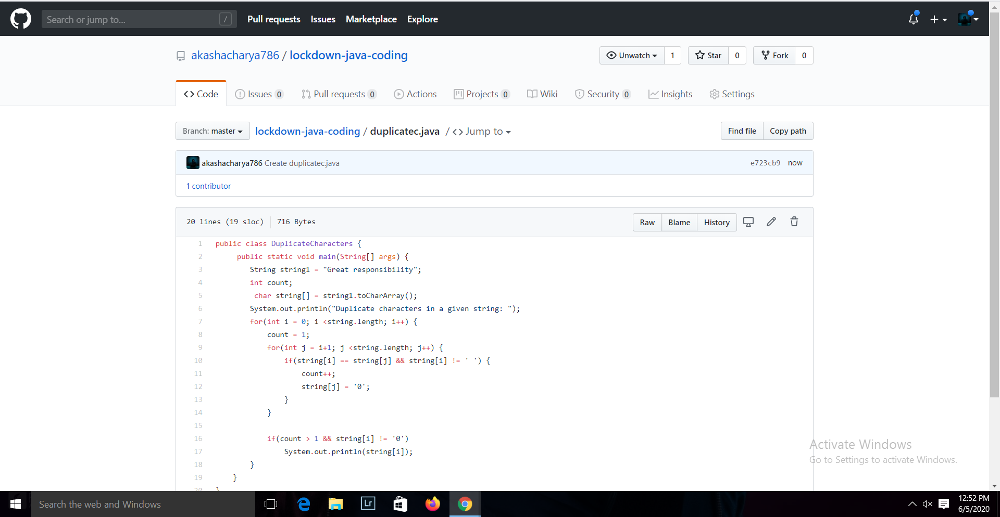 Search or jump to... /
Pull requests Issues Marketplace Explore
akashacharya786 / lockdown-java-coding
Unwatch 1 Star 0 Fork 0
Code Issues 0 Pull requests 0 Actions Projects 0 Wiki Security 0 Insights Settings
Branch: master lockdown-java-coding / duplicatec.java / <> Jump to
Find file Copy path
akashacharya786 Create duplicatec.java
e723cb9 now
1 contributor
20 lines (19 sloc) 716 Bytes
Raw Blame History
1 public class DuplicateCharacters {
2 public static void main(String[] args) {
3 String string1 = "Great responsibility";
4 int count;
5 char string[] = string1.toCharArray();
6 System.out.println("Duplicate characters in a given string: ");
7 for(int i = 0; i <string.length; i++) {
8 count = 1;
9 for(int j = i+1; j <string.length; j++) {
10 if(string[i] == string[j] && string[i] != ' ') {
11 count++;
12 string[j] = '0';
13 }
14 }
15
16 if(count > 1 && string[i] != '0')
17 System.out.println(string[i]);
18 }
19 }
20 }
Activate Windows
Go to Settings to activate Windows.
Search the web and Windows
Lr
12:52 PM
6/5/2020